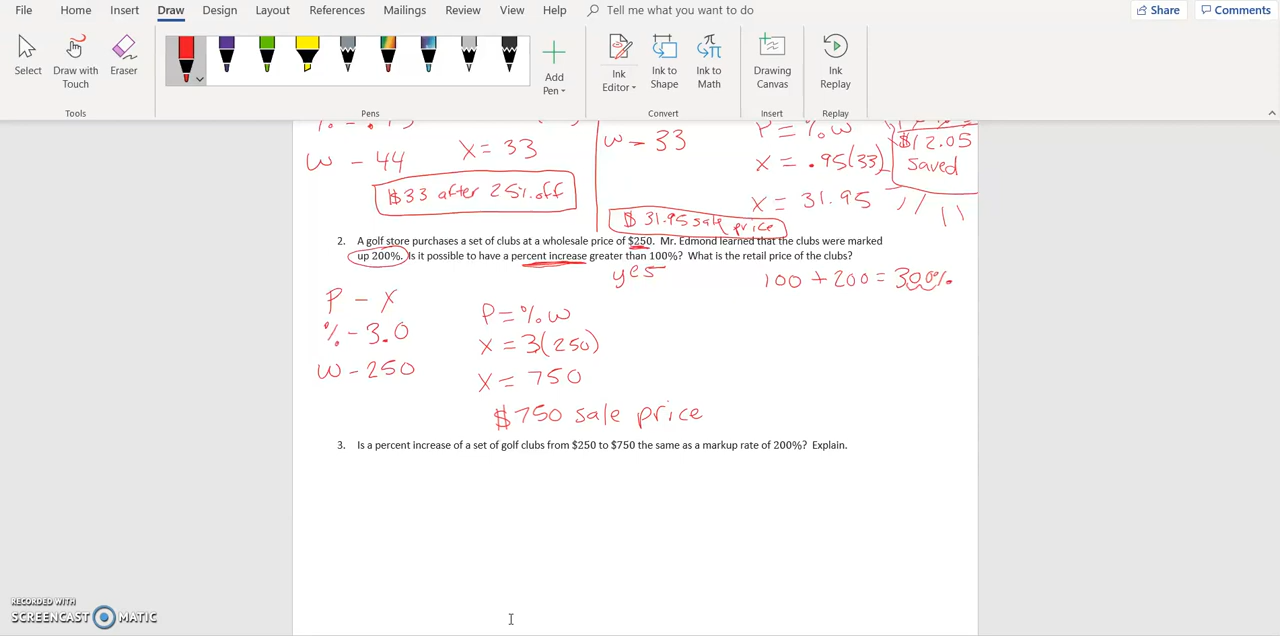 File Home Insert Draw Design Layout References Mailings Review View Help Tell me what you want to do Share Comments
Select Draw with Touch Eraser Add Pen Ink Editor Ink to Shape Ink to Math Drawing Canvas Ink Replay
Tools Pens Convert Insert Replay
W - 44
X = 33
$33 after 25% off
W - 33
P = % . W
X = .95(33)
X = 31.95
$31.95 sale price
$12.05
saved
2. A golf store purchases a set of clubs at a wholesale price of $250. Mr. Edmond learned that the clubs were marked
up 200%. Is it possible to have a percent increase greater than 100%? What is the retail price of the clubs?
yes
100 + 200 = 300%
P - X
% - 3.0
W - 250
P = % . W
X = 3(250)
X = 750
$750 sale price
3. Is a percent increase of a set of golf clubs from $250 to $750 the same as a markup rate of 200%? Explain.
RECORDED WITH
SCREENCAST MATIC